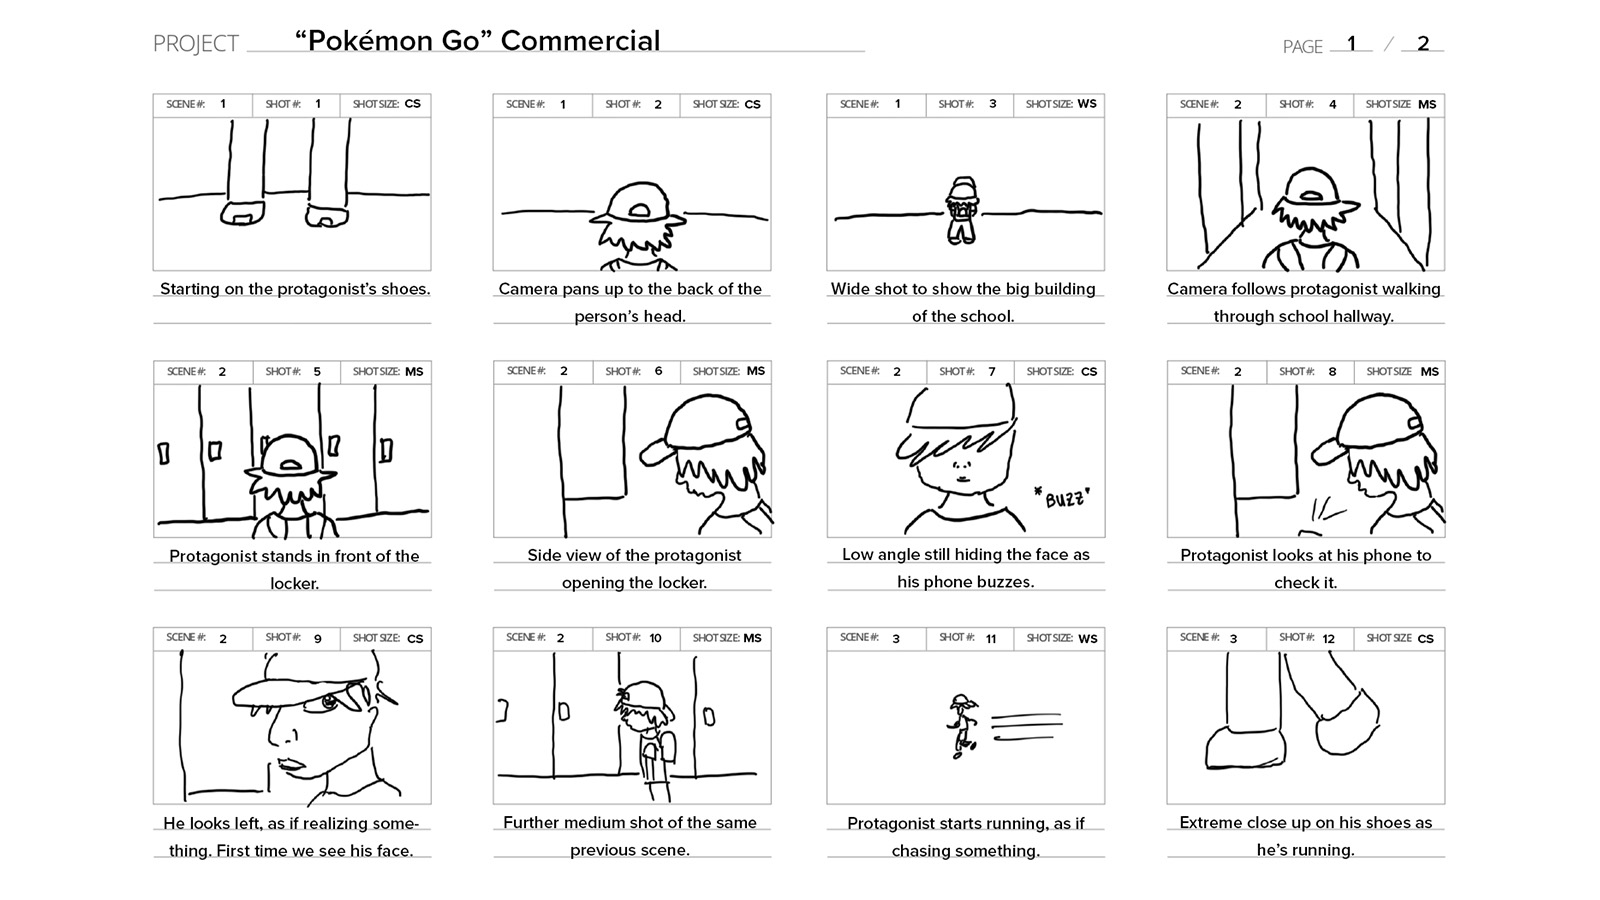 PROJECT “Pokémon Go” Commercial
PAGE 1 / 2
SCENE #: 1 SHOT #: 1 SHOT SIZE: CS
Starting on the protagonist’s shoes.
SCENE #: 1 SHOT #: 2 SHOT SIZE: CS
Camera pans up to the back of the
person’s head.
SCENE #: 1 SHOT #: 3 SHOT SIZE: WS
Wide shot to show the big building
of the school.
SCENE #: 2 SHOT #: 4 SHOT SIZE MS
Camera follows protagonist walking
through school hallway.
SCENE #: 2 SHOT #: 5 SHOT SIZE: MS
Protagonist stands in front of the
locker.
SCENE #: 2 SHOT #: 6 SHOT SIZE: MS
Side view of the protagonist
opening the locker.
SCENE #: 2 SHOT #: 7 SHOT SIZE: CS
*BUZZ*
Low angle still hiding the face as
his phone buzzes.
SCENE #: 2 SHOT #: 8 SHOT SIZE MS
Protagonist looks at his phone to
check it.
SCENE #: 2 SHOT #: 9 SHOT SIZE: CS
He looks left, as if realizing some-
thing. First time we see his face.
SCENE #: 2 SHOT #: 10 SHOT SIZE: MS
Further medium shot of the same
previous scene.
SCENE #: 3 SHOT #: 11 SHOT SIZE: WS
Protagonist starts running, as if
chasing something.
SCENE #: 3 SHOT #: 12 SHOT SIZE CS
Extreme close up on his shoes as
he’s running.